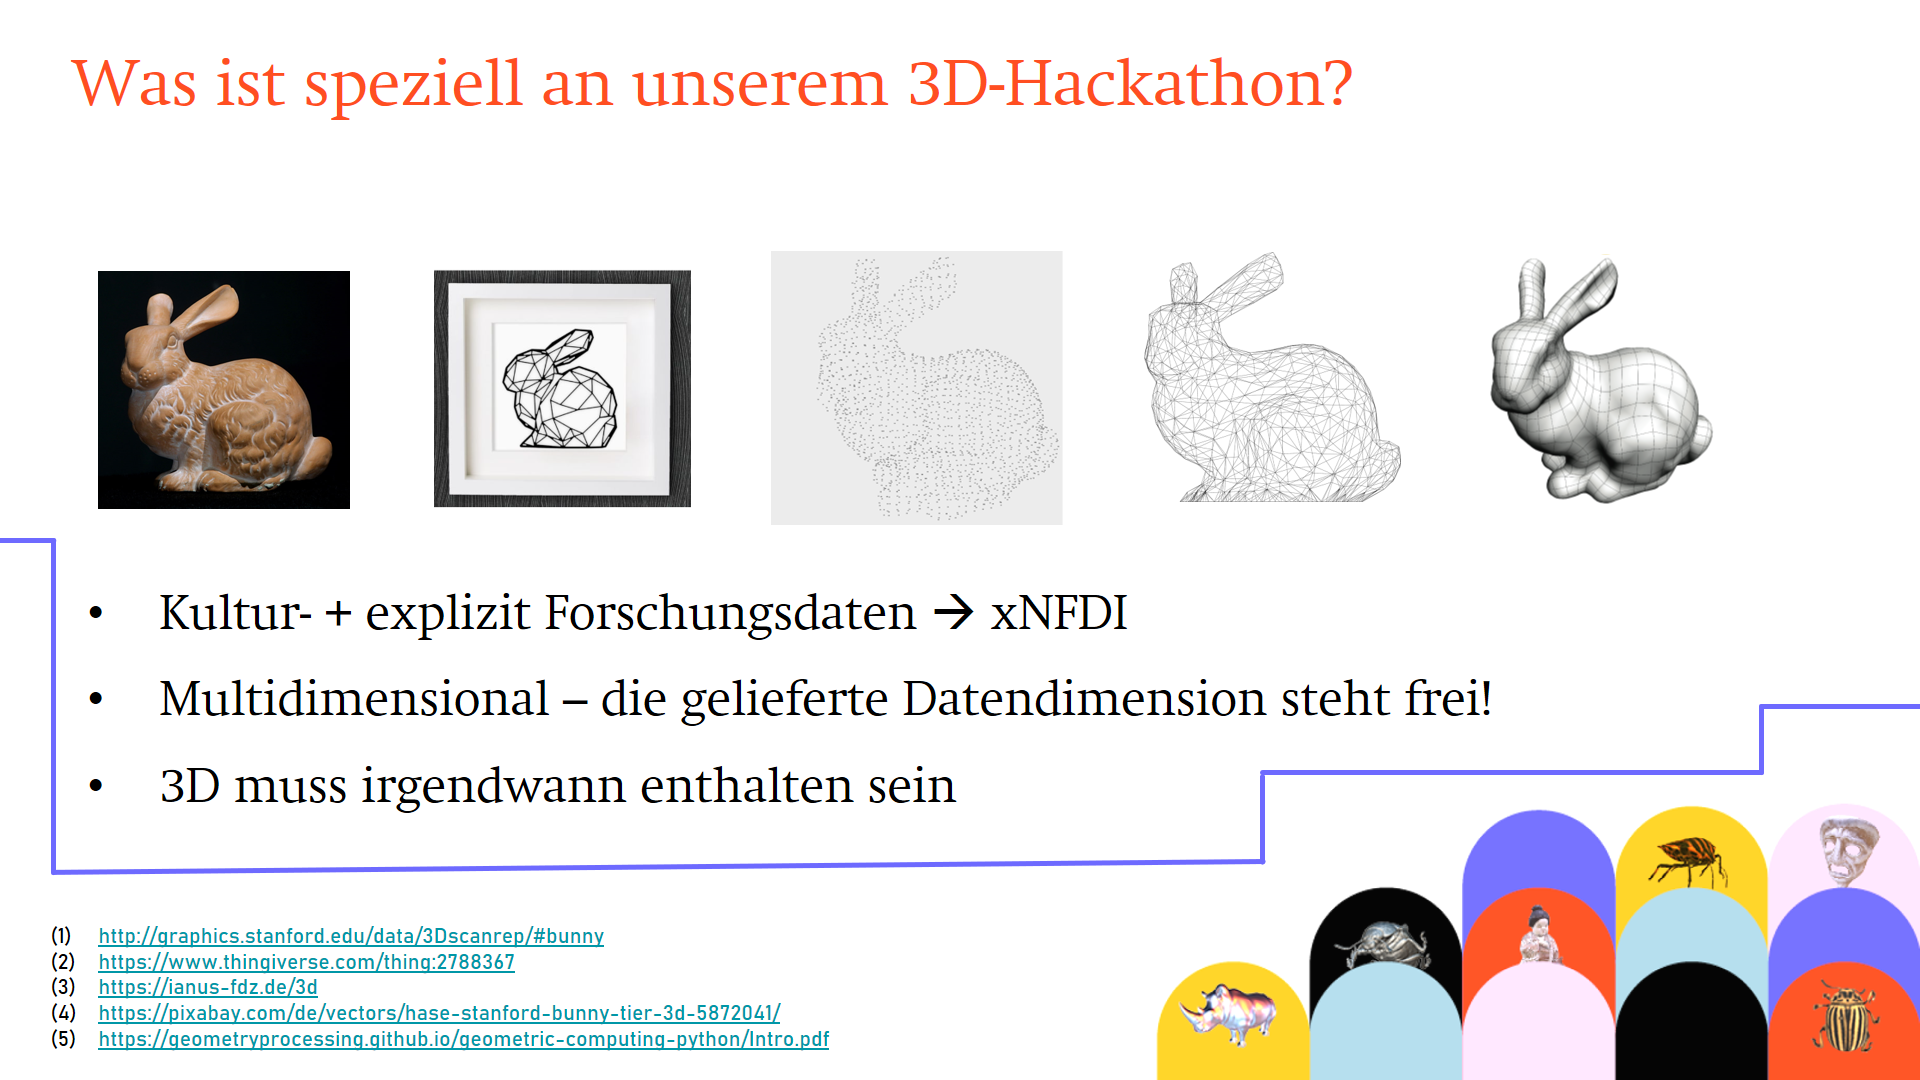 Was ist speziell an unserem 3D-Hackathon?
• Kultur- + explizit Forschungsdaten → xNFDI
• Multidimensional – die gelieferte Datendimension steht frei!
• 3D muss irgendwann enthalten sein
(1) http://graphics.stanford.edu/data/3Dscanrep/#bunny
(2) https://www.thingiverse.com/thing:2788367
(3) https://ianus-fdz.de/3d
(4) https://pixabay.com/de/vectors/hase-stanford-bunny-tier-3d-5872041/
(5) https://geometryprocessing.github.io/geometric-computing-python/Intro.pdf